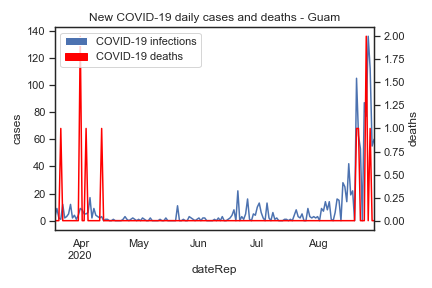 New COVID-19 daily cases and deaths - Guam
COVID-19 infections
COVID-19 deaths
140
120
100
80
60
40
20
0
cases
2.00
1.75
1.50
1.25
1.00
0.75
0.50
0.25
0.00
deaths
Apr
2020
May
Jun
Jul
Aug
dateRep